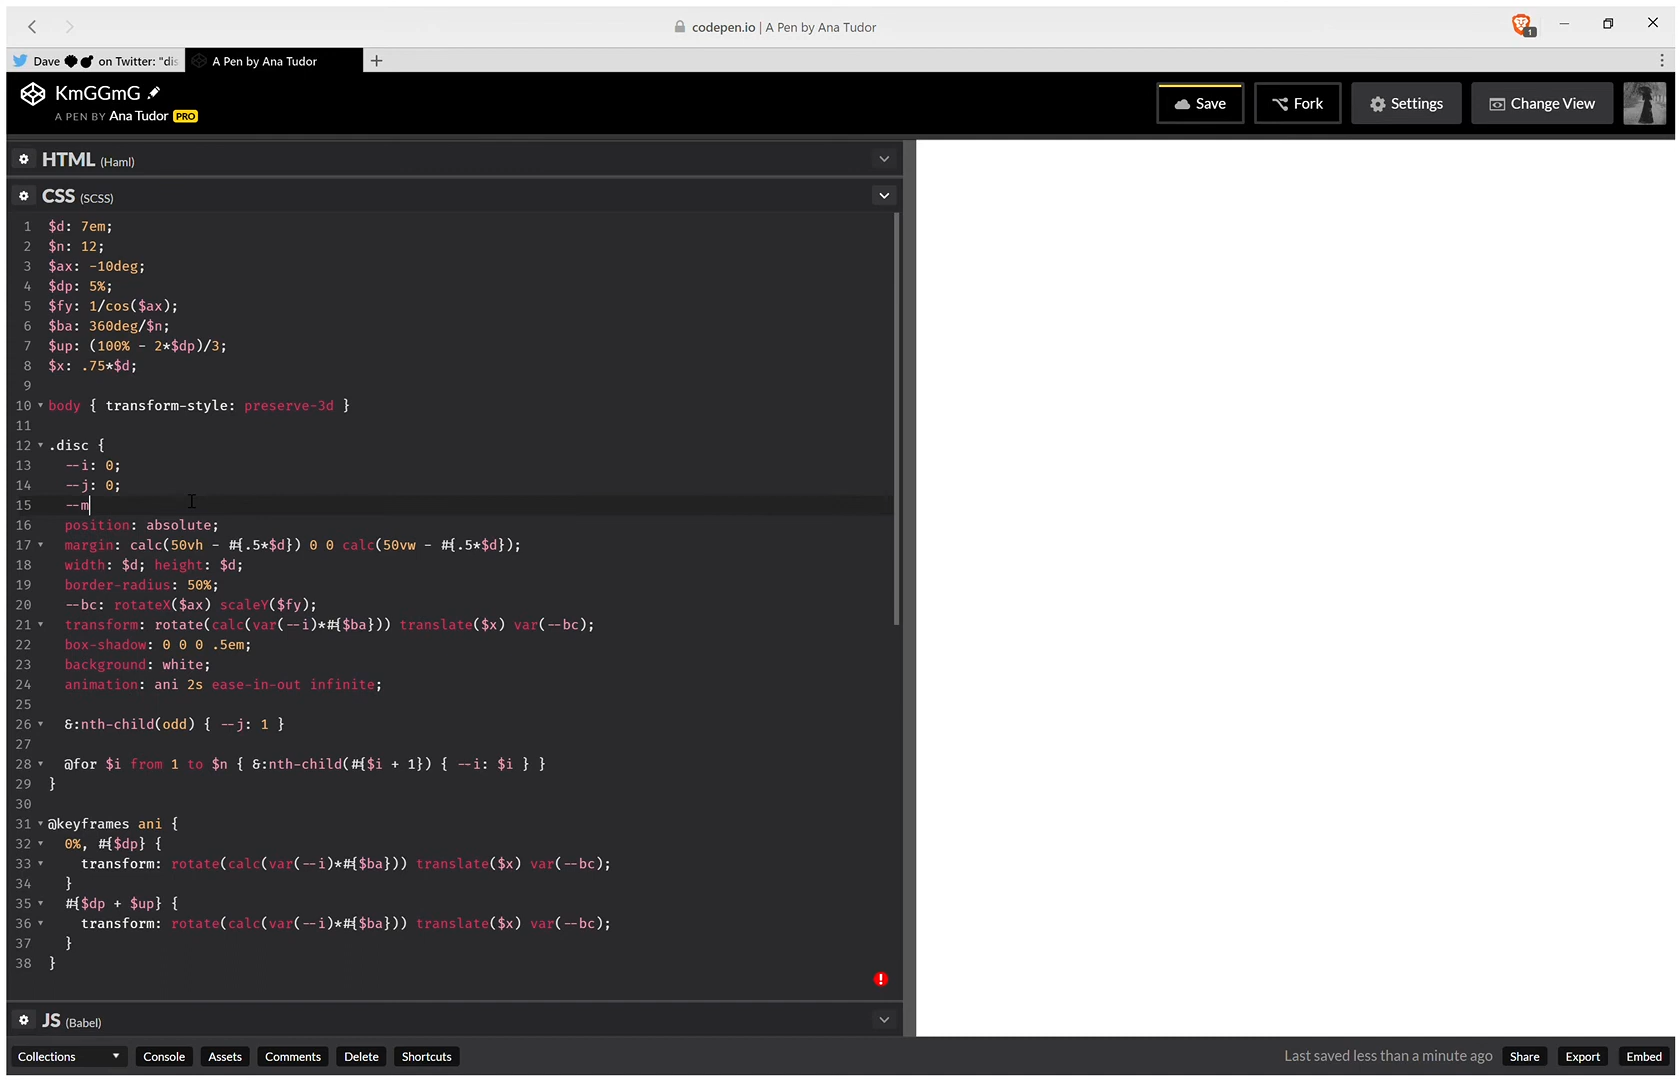 codepen.io | A Pen by Ana Tudor
1
Dave on Twitter: "dis
A Pen by Ana Tudor
KmGGmG
A PEN BY Ana Tudor PRO
Save
Fork
Settings
Change View
HTML (Haml)
CSS (SCSS)
1 $d: 7em;
2 $n: 12;
3 $ax: -10deg;
4 $dp: 5%;
5 $fy: 1/cos($ax);
6 $ba: 360deg/$n;
7 $up: (100% - 2*$dp)/3;
8 $x: .75*$d;
9
10 body { transform-style: preserve-3d }
11
12 .disc {
13 --i: 0;
14 --j: 0;
15 --m
16 position: absolute;
17 margin: calc(50vh - #{.5*$d}) 0 0 calc(50vw - #{.5*$d});
18 width: $d; height: $d;
19 border-radius: 50%;
20 --bc: rotateX($ax) scaleY($fy);
21 transform: rotate(calc(var(--i)*#{$ba})) translate($x) var(--bc);
22 box-shadow: 0 0 0 .5em;
23 background: white;
24 animation: ani 2s ease-in-out infinite;
25
26 &:nth-child(odd) { --j: 1 }
27
28 @for $i from 1 to $n { &:nth-child(#{$i + 1}) { --i: $i } }
29 }
30
31 @keyframes ani {
32 0%, #{$dp} {
33 transform: rotate(calc(var(--i)*#{$ba})) translate($x) var(--bc);
34 }
35 #{$dp + $up} {
36 transform: rotate(calc(var(--i)*#{$ba})) translate($x) var(--bc);
37 }
38 }
JS (Babel)
Collections
Console
Assets
Comments
Delete
Shortcuts
Last saved less than a minute ago
Share
Export
Embed